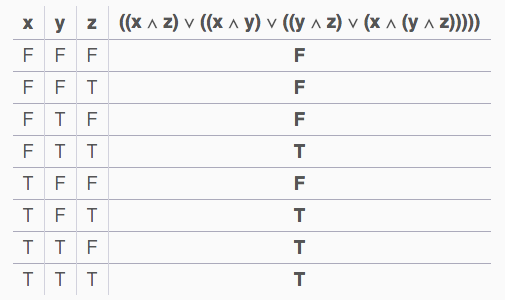 x y z ((x ∧ z) ∨ ((x ∧ y) ∨ ((y ∧ z) ∨ (x ∧ (y ∧ z)))))
F F F F
F F T F
F T F F
F T T T
T F F F
T F T T
T T F T
T T T T